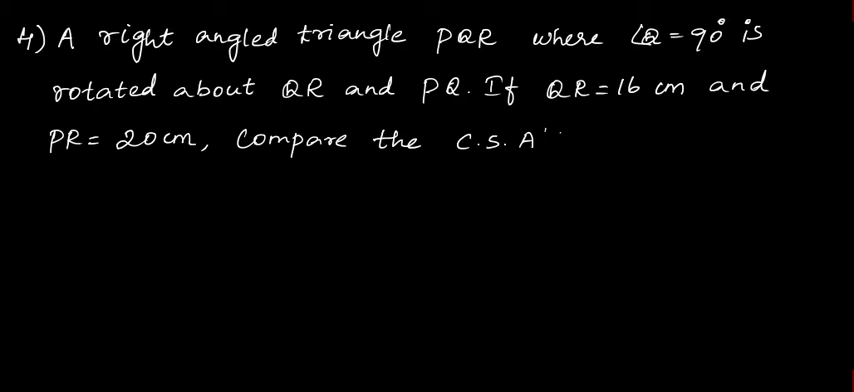 4) A right angled triangle PQR where ∠Q = 90° is
rotated about QR and PQ. If QR = 16 cm and
PR = 20 cm, Compare the C.S.A''